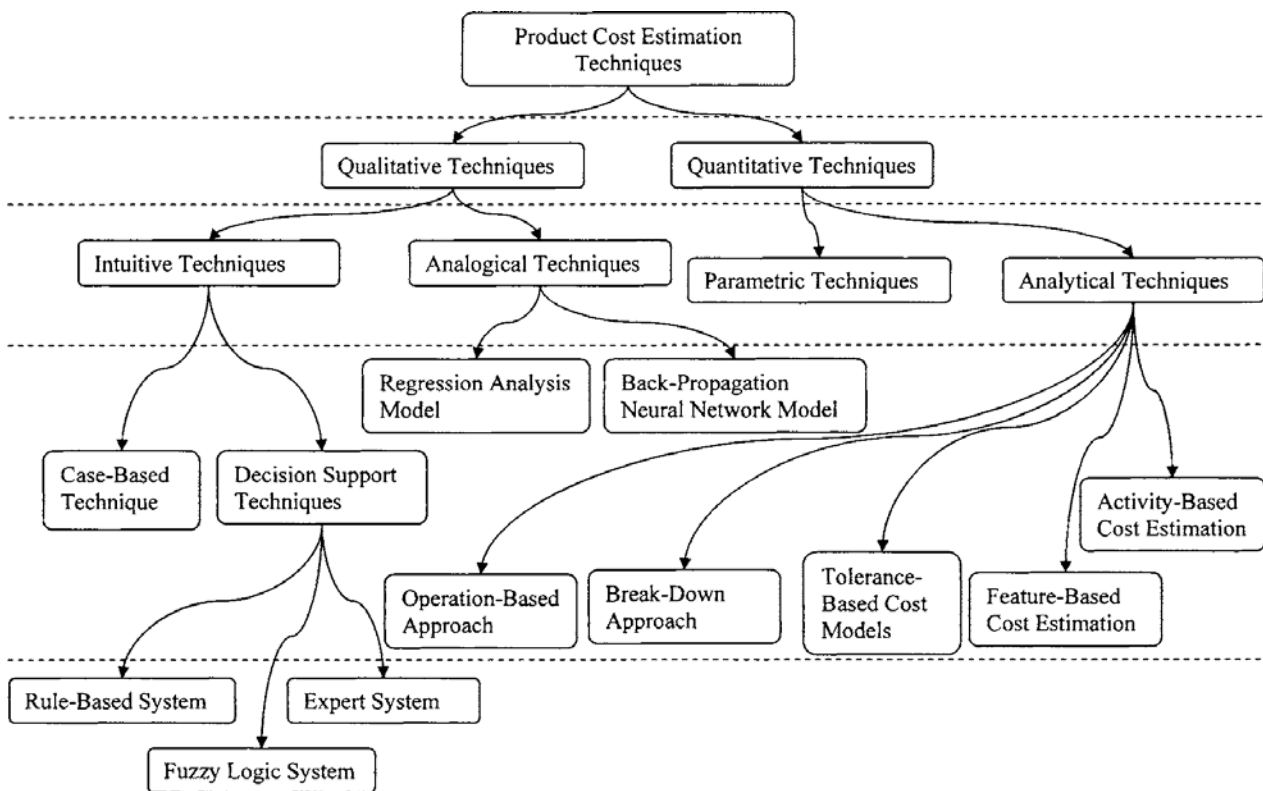 Product Cost Estimation
Techniques
Qualitative Techniques
Quantitative Techniques
Intuitive Techniques
Analogical Techniques
Parametric Techniques
Analytical Techniques
Regression Analysis
Model
Back-Propagation
Neural Network Model
Case-Based
Technique
Decision Support
Techniques
Activity-Based
Cost Estimation
Operation-Based
Approach
Break-Down
Approach
Tolerance-
Based Cost
Models
Feature-Based
Cost Estimation
Rule-Based System
Expert System
Fuzzy Logic System